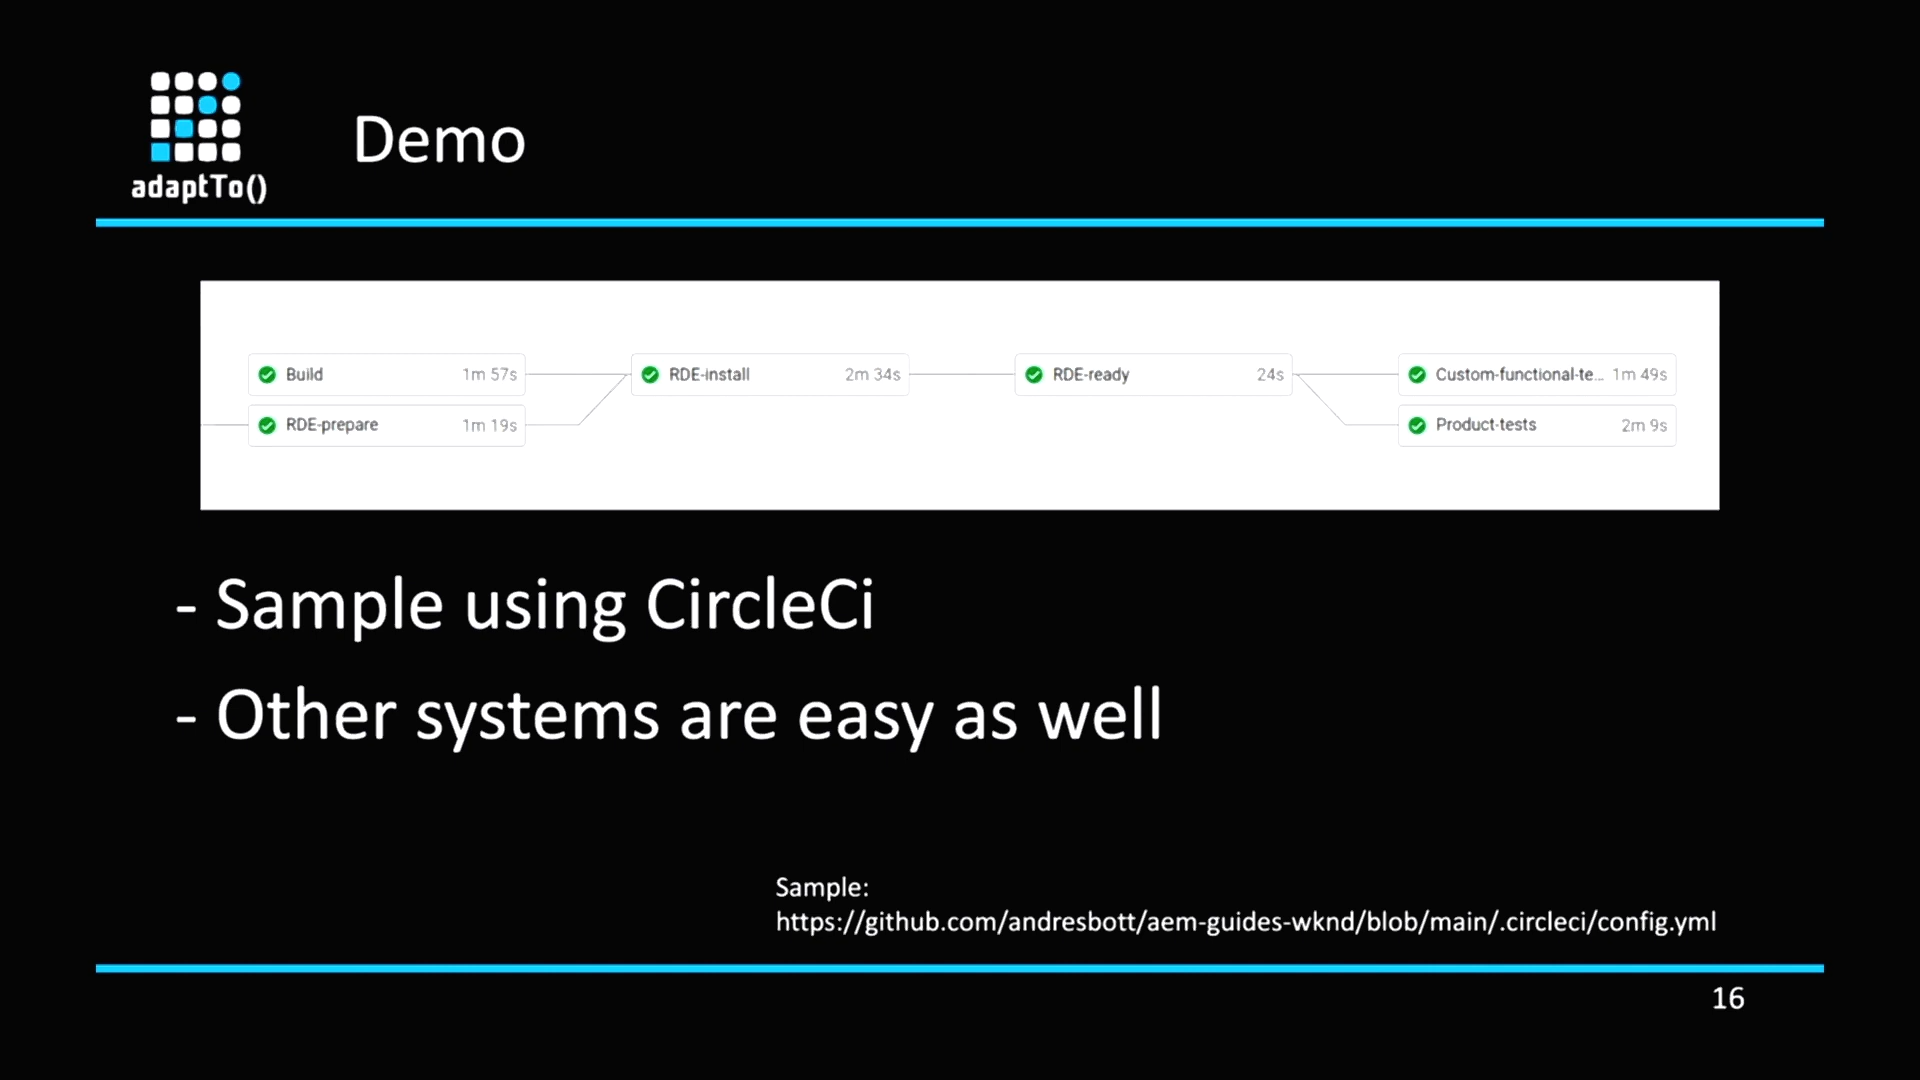 adaptTo()
Demo
Build 1m 57s
RDE-prepare 1m 19s
RDE-install 2m 34s
RDE-ready 24s
Custom-functional-te... 1m 49s
Product-tests 2m 9s
- Sample using CircleCi
- Other systems are easy as well
Sample:
https://github.com/andresbott/aem-guides-wknd/blob/main/.circleci/config.yml
16